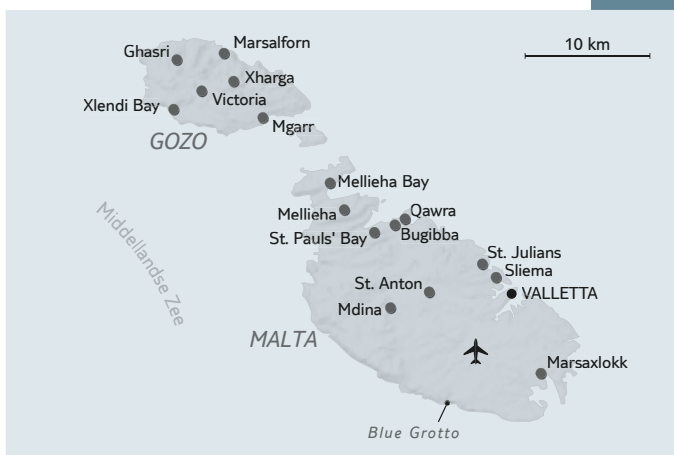 Ghasri
Marsalforn
10 km
Xharga
Victoria
Xlendi Bay
Mgarr
GOZO
Mellieha Bay
Mellieha
Qawra
Bugibba
St. Pauls' Bay
Middellandse Zee
St. Julians
Sliema
St. Anton
VALLETTA
Mdina
MALTA
Marsaxlokk
Blue Grotto